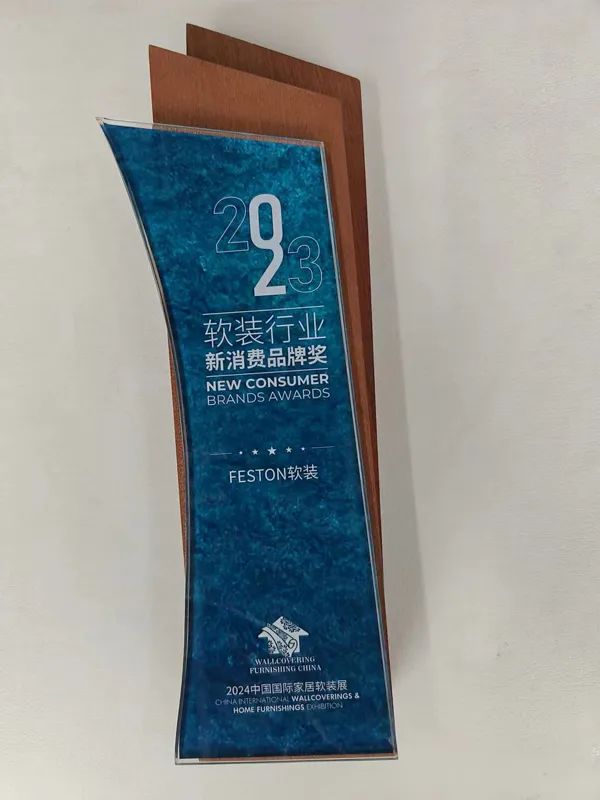 2023
软装行业
新消费品牌奖
NEW CONSUMER
BRANDS AWARDS
FESTON软装
WALLCOVERING
FURNISHING CHINA
2024中国国际家居软装展
CHINA INTERNATIONAL WALLCOVERINGS &
HOME FURNISHINGS EXHIBITION